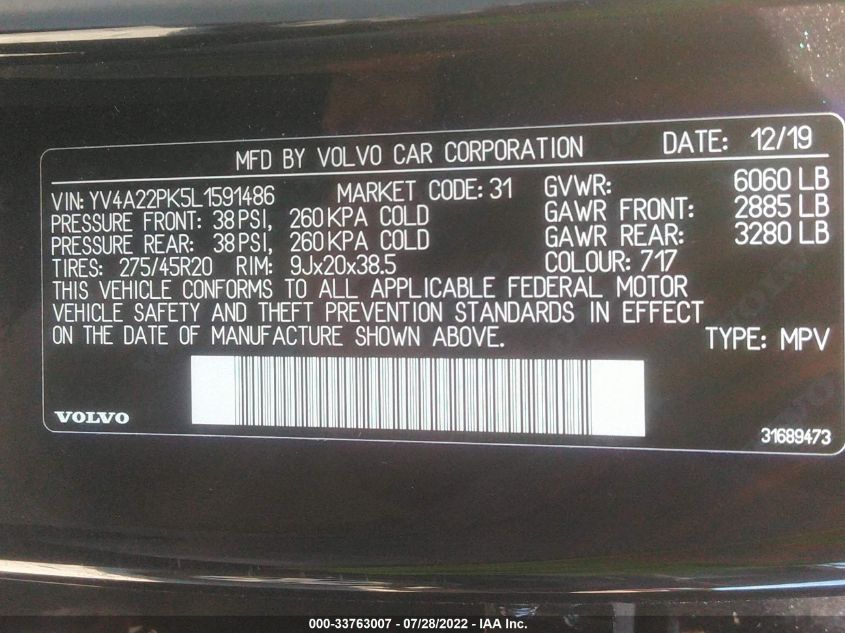 MFD BY VOLVO CAR CORPORATION DATE: 12/19
VIN: YV4A22PK5L1591486 MARKET CODE: 31 GVWR: 6060 LB
PRESSURE FRONT: 38 PSI, 260 KPA COLD GAWR FRONT: 2885 LB
PRESSURE REAR: 38 PSI, 260 KPA COLD GAWR REAR: 3280 LB
TIRES: 275/45R20 RIM: 9Jx20x38.5 COLOUR: 717
THIS VEHICLE CONFORMS TO ALL APPLICABLE FEDERAL MOTOR
VEHICLE SAFETY AND THEFT PREVENTION STANDARDS IN EFFECT
ON THE DATE OF MANUFACTURE SHOWN ABOVE. TYPE: MPV
VOLVO
31689473
000-33763007 - 07/28/2022 - IAA Inc.